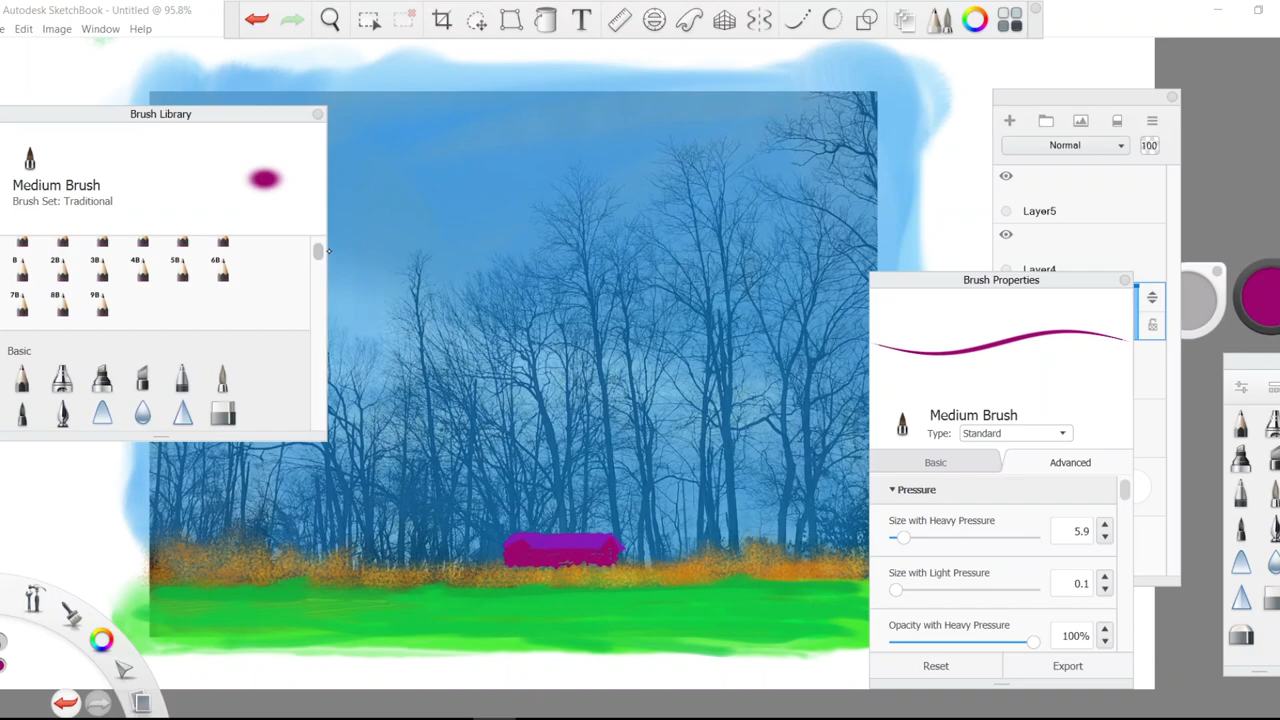 Autodesk SketchBook - Untitled @ 95.8%
e Edit Image Window Help
T
Brush Library
Medium Brush
Brush Set: Traditional
B 2B 3B 4B 5B 6B
7B 8B 9B
Basic
Normal 100
Layer5
Layer4
Brush Properties
Medium Brush
Type: Standard
Basic Advanced
Pressure
Size with Heavy Pressure
5.9
Size with Light Pressure
0.1
Opacity with Heavy Pressure
100%
Reset Export